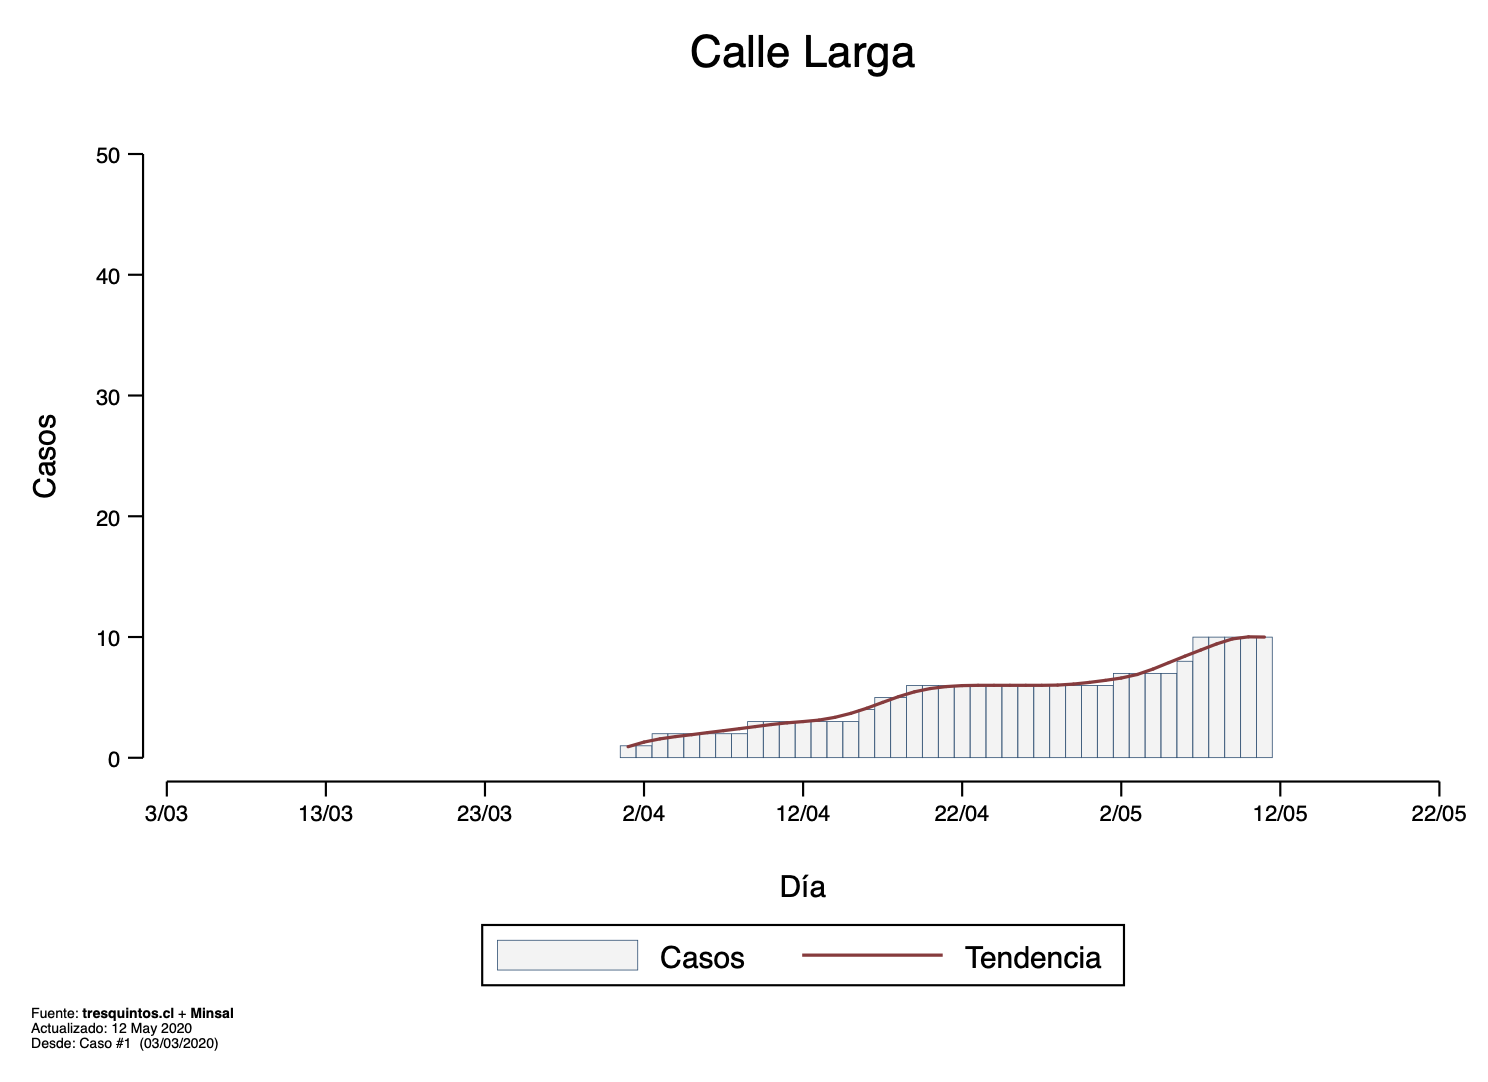 Calle Larga
50
40
30
20
10
0
Casos
3/03 13/03 23/03 2/04 12/04 22/04 2/05 12/05 22/05
Día
Casos Tendencia
Fuente: tresquintos.cl + Minsal
Actualizado: 12 May 2020
Desde: Caso #1 (03/03/2020)